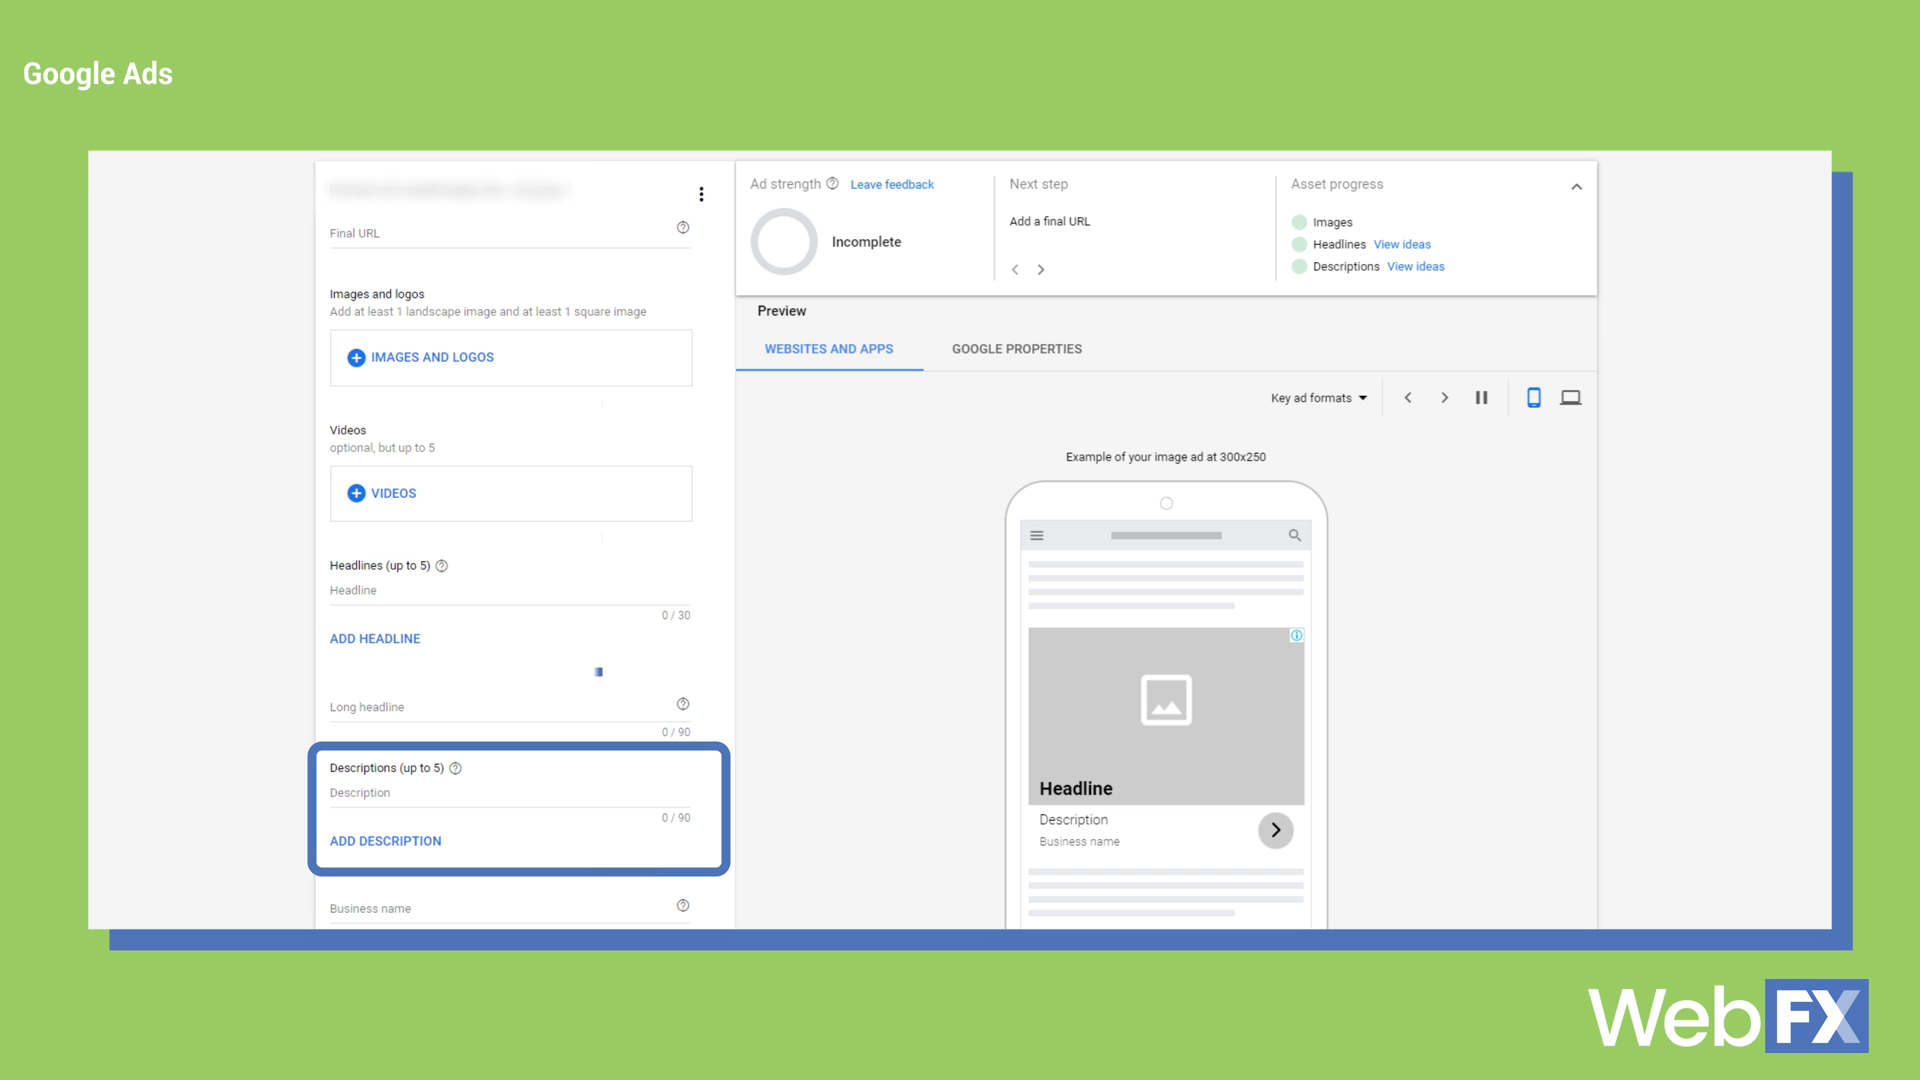 Google Ads
Final URL
Images and logos
Add at least 1 landscape image and at least 1 square image
IMAGES AND LOGOS
Videos
optional, but up to 5
VIDEOS
Headlines (up to 5)
Headline
0 / 30
ADD HEADLINE
Long headline
0 / 90
Descriptions (up to 5)
Description
0 / 90
ADD DESCRIPTION
Business name
Ad strength Leave feedback
Incomplete
Next step
Add a final URL
Asset progress
Images
Headlines View ideas
Descriptions View ideas
Preview
WEBSITES AND APPS GOOGLE PROPERTIES
Key ad formats
Example of your image ad at 300x250
Headline
Description
Business name
WebFX